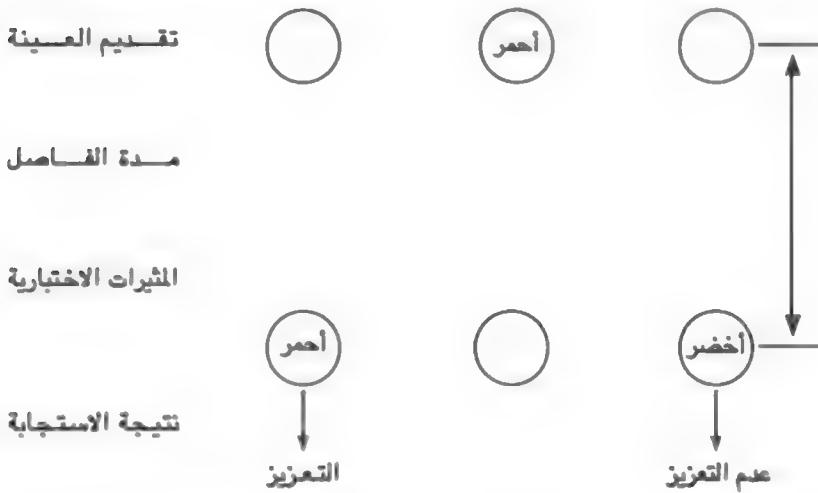 تقديم العينة
أحمر
مدة الفاصل
المثيرات الاختبارية
أحمر
أخضر
نتيجة الاستجابة
التعزيز
عدم التعزيز